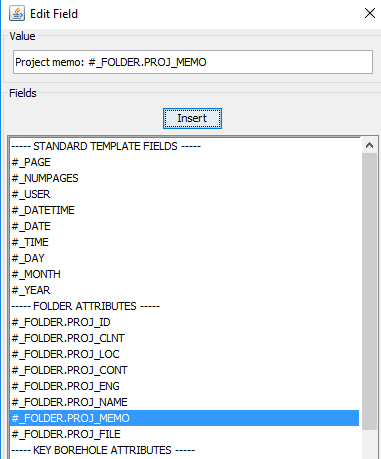 Edit Field
Value
Project memo: #_FOLDER.PROJ_MEMO
Fields
Insert
----- STANDARD TEMPLATE FIELDS -----
#_PAGE
#_NUMPAGES
#_USER
#_DATETIME
#_DATE
#_TIME
#_DAY
#_MONTH
#_YEAR
----- FOLDER ATTRIBUTES -----
#_FOLDER.PROJ_ID
#_FOLDER.PROJ_CLNT
#_FOLDER.PROJ_LOC
#_FOLDER.PROJ_CONT
#_FOLDER.PROJ_ENG
#_FOLDER.PROJ_NAME
#_FOLDER.PROJ_MEMO
#_FOLDER.PROJ_FILE
----- KEY BOREHOLE ATTRIBUTES -----